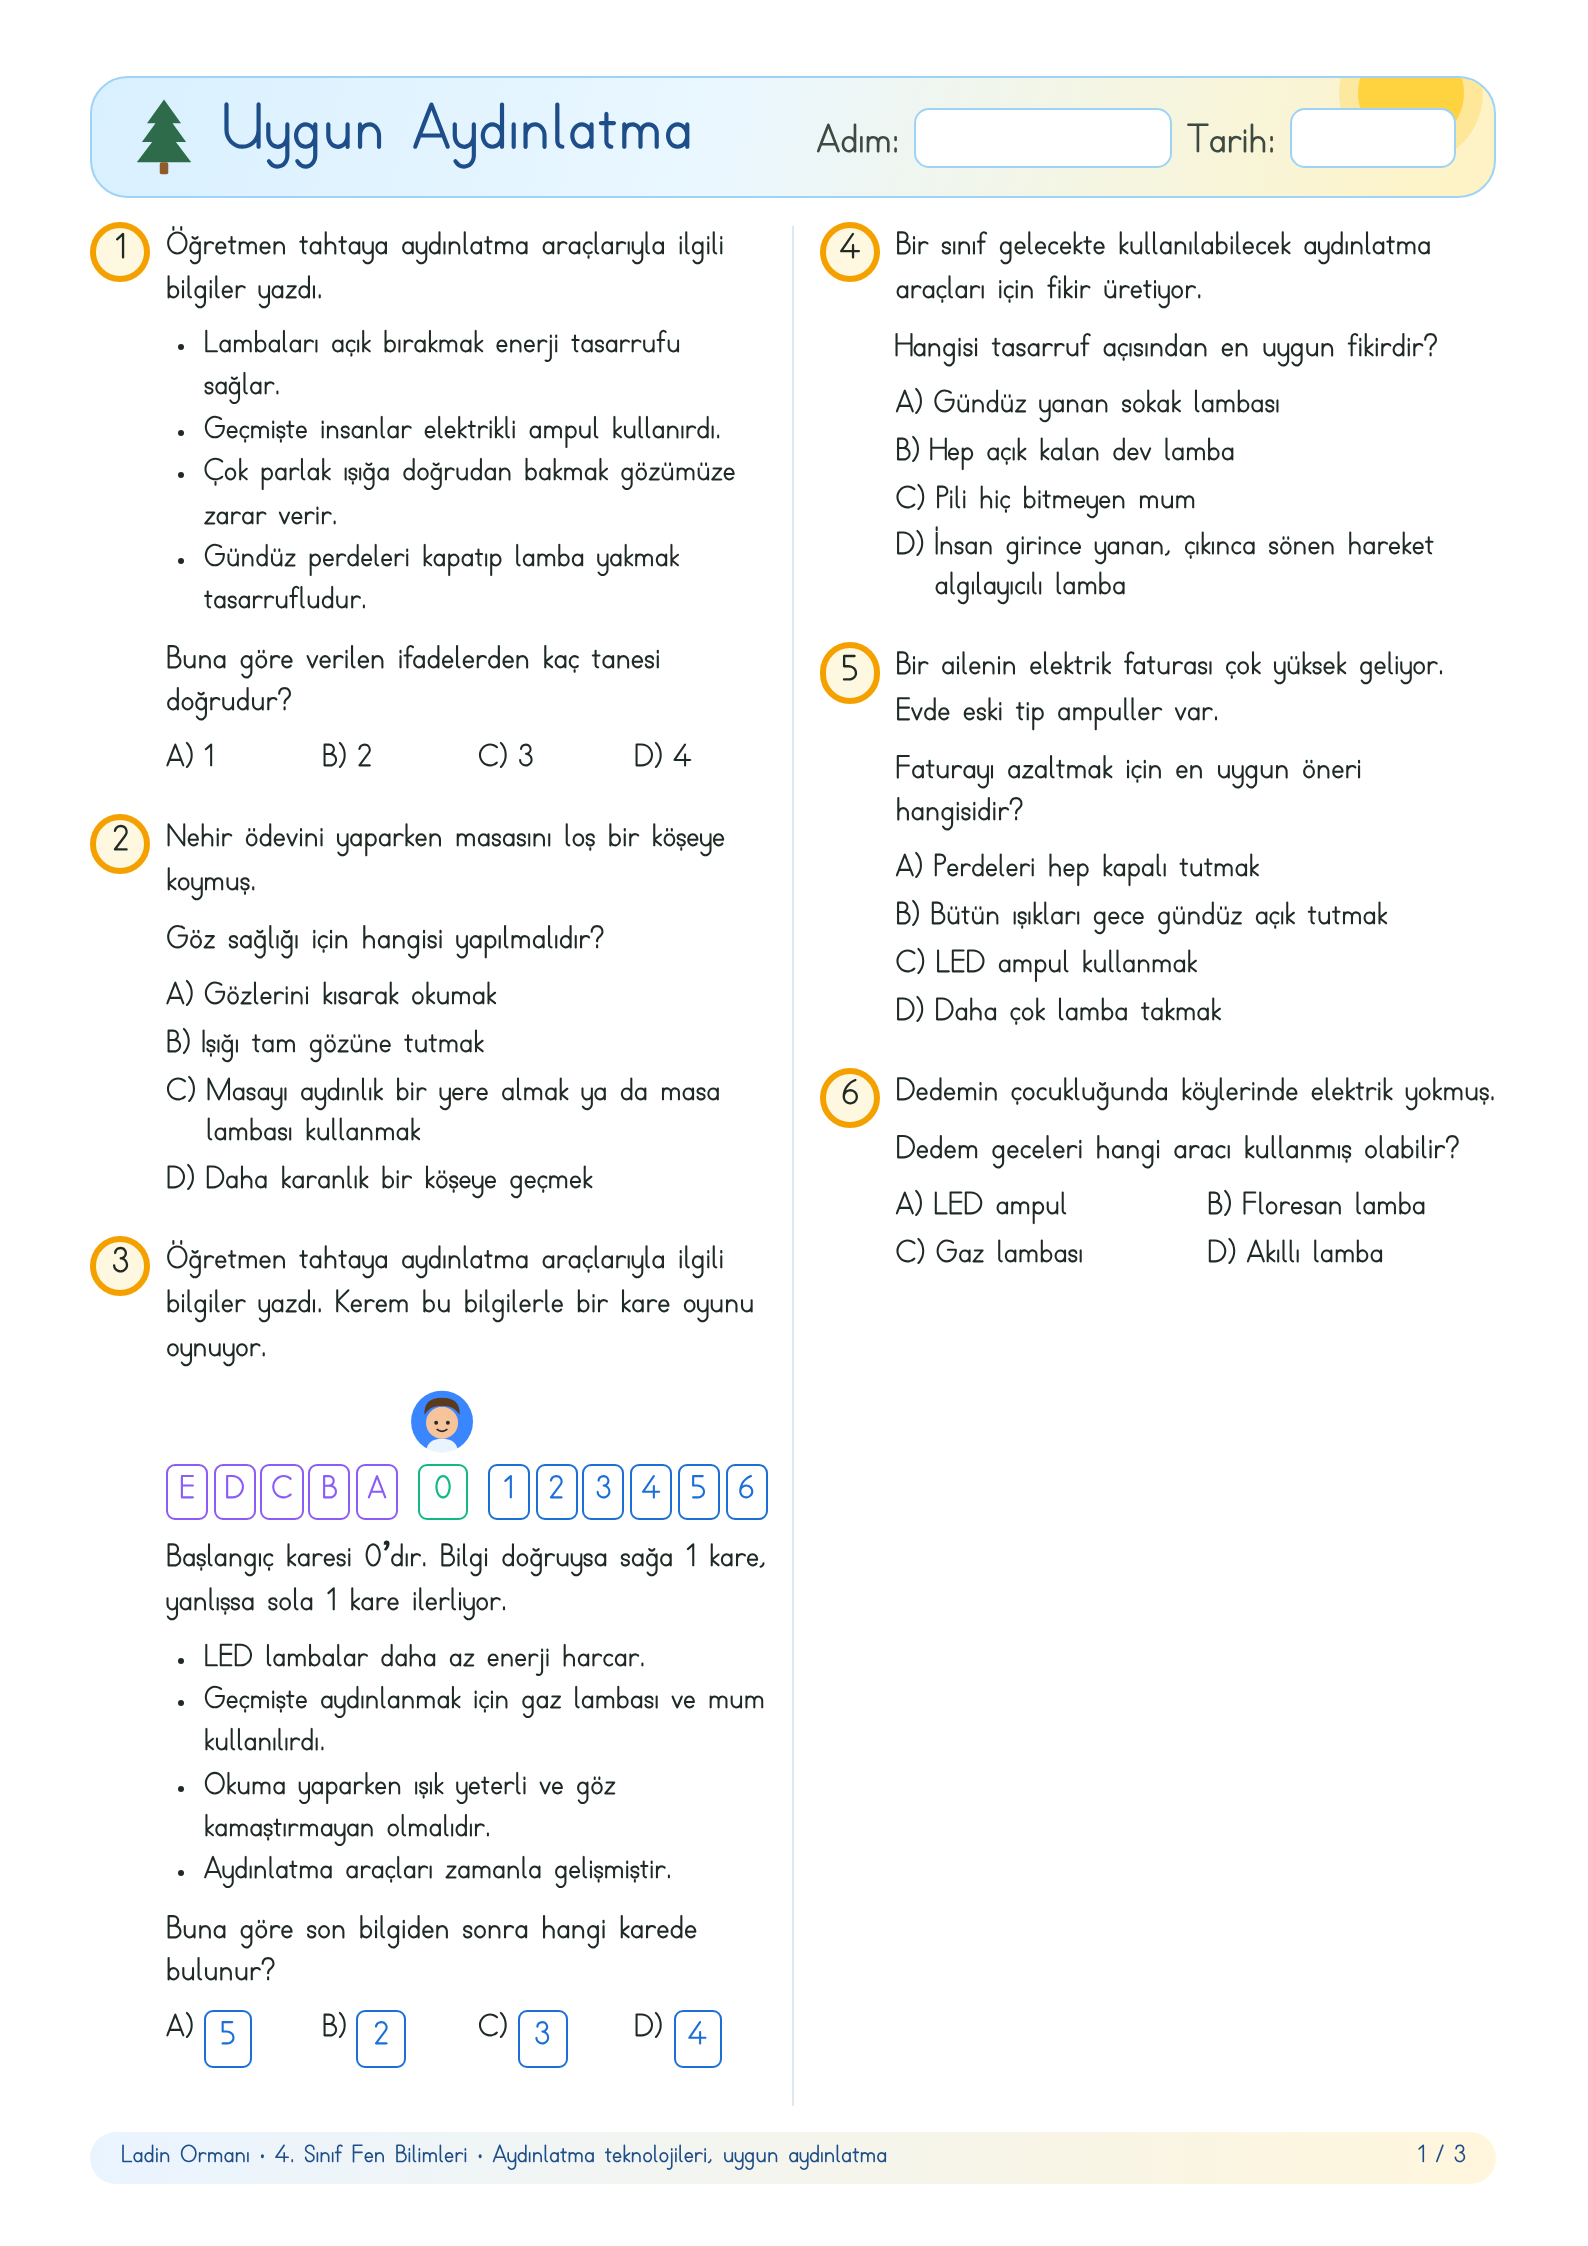 Uygun Aydınlatma
Adım:
Tarih:
1
Öğretmen tahtaya aydınlatma araçlarıyla ilgili
bilgiler yazdı.
• Lambaları açık bırakmak enerji tasarrufu
sağlar.
• Geçmişte insanlar elektrikli ampul kullanırdı.
• Çok parlak ışığa doğrudan bakmak gözümüze
zarar verir.
• Gündüz perdeleri kapatıp lamba yakmak
tasarrufludur.
Buna göre verilen ifadelerden kaç tanesi
doğrudur?
A) 1 B) 2 C) 3 D) 4
2
Nehir ödevini yaparken masasını loş bir köşeye
koymuş.
Göz sağlığı için hangisi yapılmalıdır?
A) Gözlerini kısarak okumak
B) Işığı tam gözüne tutmak
C) Masayı aydınlık bir yere almak ya da masa
lambası kullanmak
D) Daha karanlık bir köşeye geçmek
3
Öğretmen tahtaya aydınlatma araçlarıyla ilgili
bilgiler yazdı. Kerem bu bilgilerle bir kare oyunu
oynuyor.
E D C B A 0 1 2 3 4 5 6
Başlangıç karesi 0’dır. Bilgi doğruysa sağa 1 kare,
yanlışsa sola 1 kare ilerliyor.
• LED lambalar daha az enerji harcar.
• Geçmişte aydınlanmak için gaz lambası ve mum
kullanılırdı.
• Okuma yaparken ışık yeterli ve göz
kamaştırmayan olmalıdır.
• Aydınlatma araçları zamanla gelişmiştir.
Buna göre son bilgiden sonra hangi karede
bulunur?
A) 5 B) 2 C) 3 D) 4
4
Bir sınıf gelecekte kullanılabilecek aydınlatma
araçları için fikir üretiyor.
Hangisi tasarruf açısından en uygun fikirdir?
A) Gündüz yanan sokak lambası
B) Hep açık kalan dev lamba
C) Pili hiç bitmeyen mum
D) İnsan girince yanan, çıkınca sönen hareket
algılayıcılı lamba
5
Bir ailenin elektrik faturası çok yüksek geliyor.
Evde eski tip ampuller var.
Faturayı azaltmak için en uygun öneri
hangisidir?
A) Perdeleri hep kapalı tutmak
B) Bütün ışıkları gece gündüz açık tutmak
C) LED ampul kullanmak
D) Daha çok lamba takmak
6
Dedemin çocukluğunda köylerinde elektrik yokmuş.
Dedem geceleri hangi aracı kullanmış olabilir?
A) LED ampul B) Floresan lamba
C) Gaz lambası D) Akıllı lamba
Ladin Ormanı • 4. Sınıf Fen Bilimleri • Aydınlatma teknolojileri, uygun aydınlatma
1 / 3